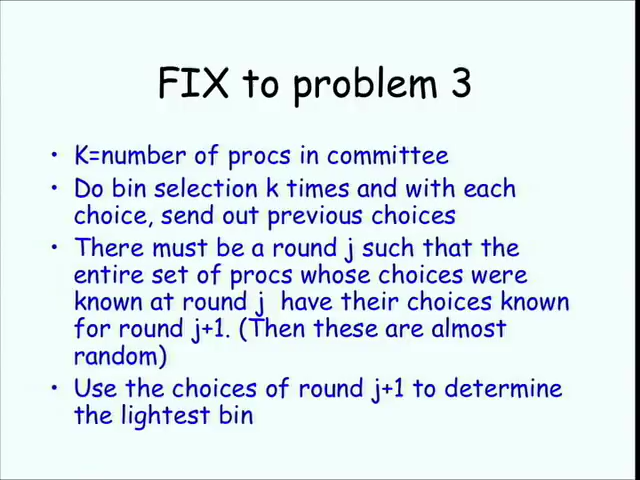 FIX to problem 3
• K=number of procs in committee
• Do bin selection k times and with each
choice, send out previous choices
• There must be a round j such that the
entire set of procs whose choices were
known at round j have their choices known
for round j+1. (Then these are almost
random)
• Use the choices of round j+1 to determine
the lightest bin